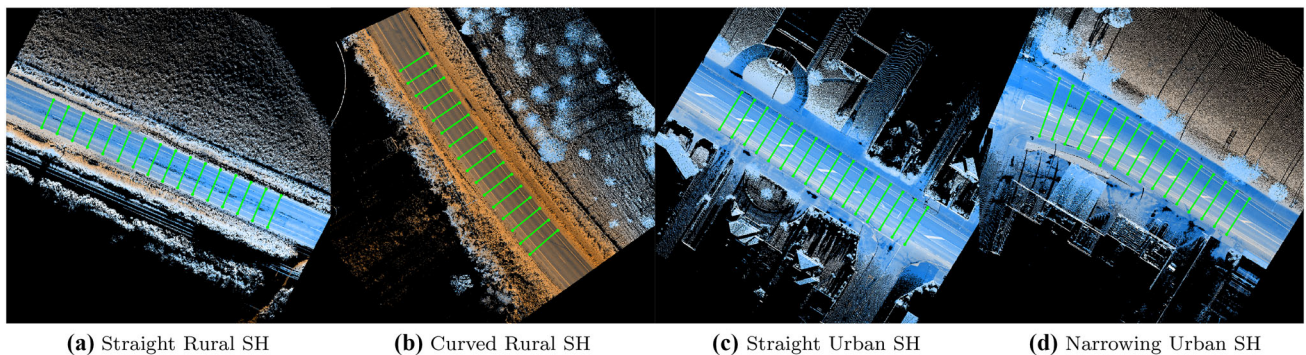 (a) Straight Rural SH
(b) Curved Rural SH
(c) Straight Urban SH
(d) Narrowing Urban SH